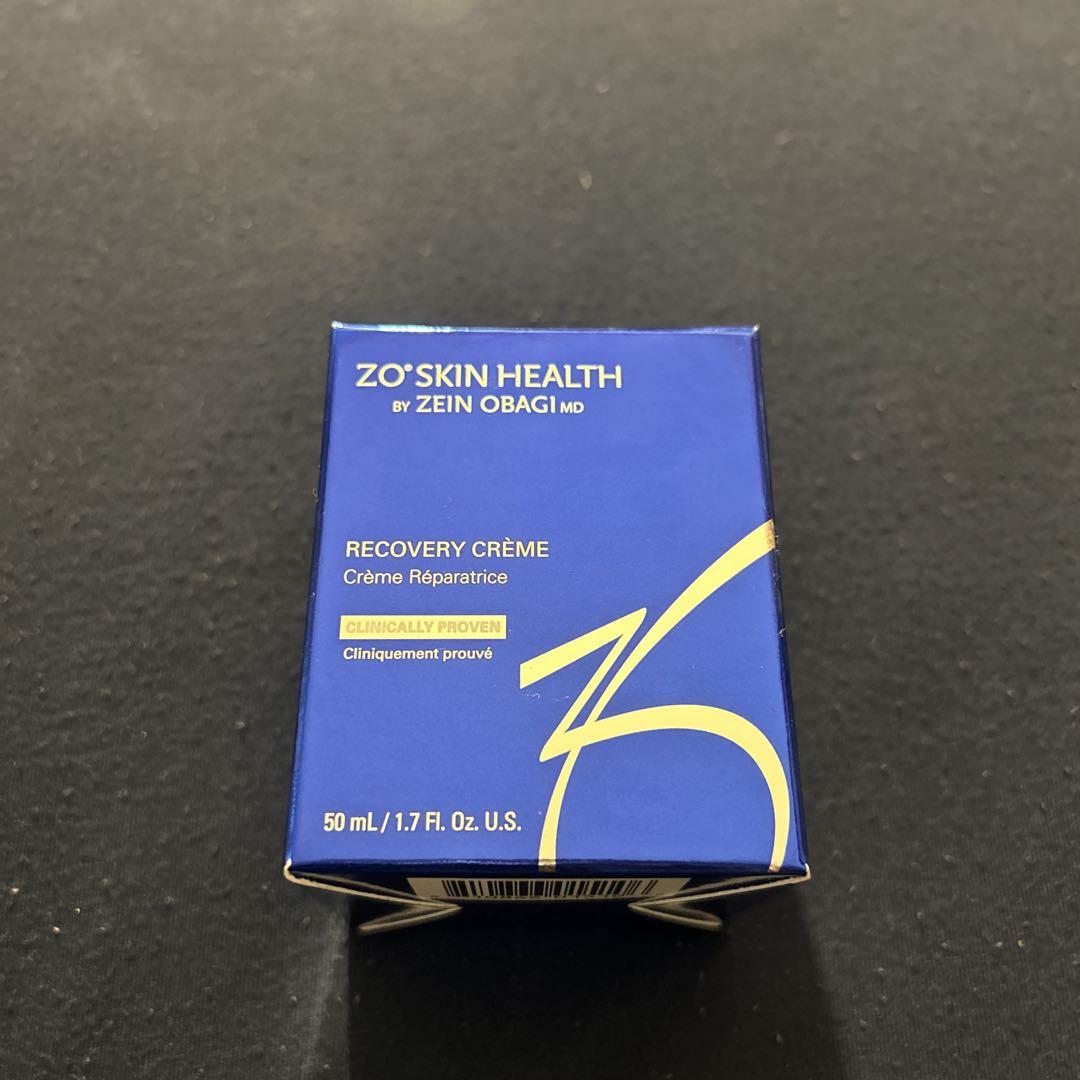 ZO® SKIN HEALTH
BY ZEIN OBAGI MD
RECOVERY CRÈME
Crème Réparatrice
CLINICALLY PROVEN
Cliniquement prouvé
50 mL / 1.7 Fl. Oz. U.S.